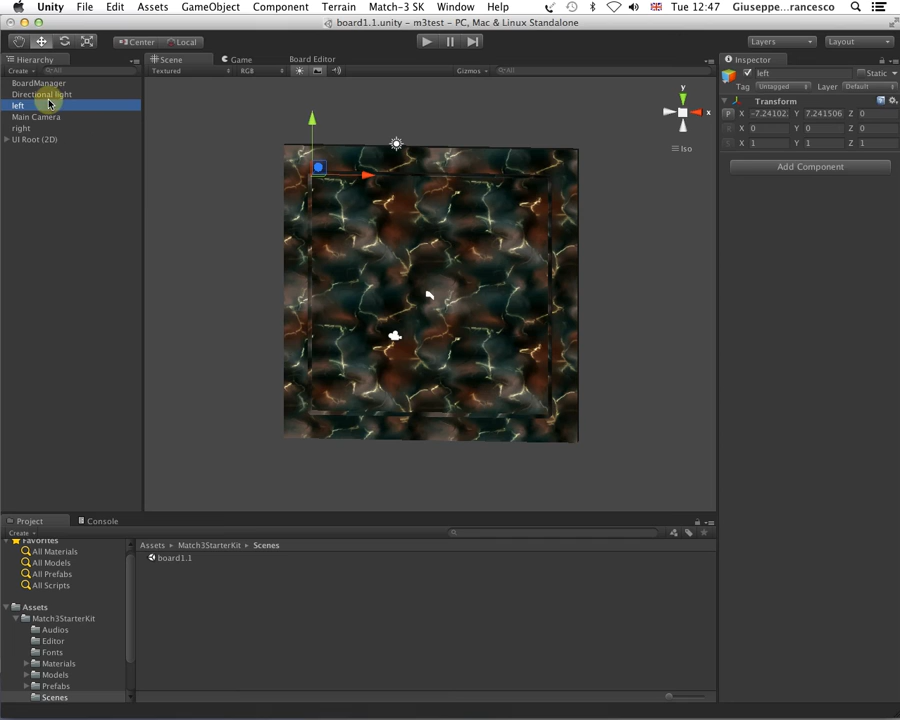 Unity File Edit Assets GameObject Component Terrain Match-3 SK Window Help Tue 12:47 Giuseppe...rancesco
board1.1.unity - m3test - PC, Mac & Linux Standalone
Center Local Layers Layout
Hierarchy
Create All
BoardManager
Directional light
left
Main Camera
right
UI Root (2D)
Scene Game Board Editor
Textured RGB Gizmos All
y
x
Iso
Inspector
left Static
Tag Untagged Layer Default
Transform
P X -7.24102 Y 7.241506 Z 0
X 0 Y 0 Z 0
X 1 Y 1 Z 1
Add Component
Project Console
Create
Favorites
All Materials
All Models
All Prefabs
All Scripts
Assets
Match3StarterKit
Audios
Editor
Fonts
Materials
Models
Prefabs
Scenes
Assets Match3StarterKit Scenes
board1.1